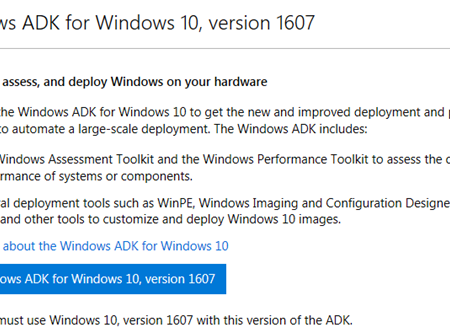 ws ADK for Windows 10, version 1607
assess, and deploy Windows on your hardware
the Windows ADK for Windows 10 to get the new and improved deployment and p
to automate a large-scale deployment. The Windows ADK includes:
Windows Assessment Toolkit and the Windows Performance Toolkit to assess the q
rmance of systems or components.
al deployment tools such as WinPE, Windows Imaging and Configuration Designe
and other tools to customize and deploy Windows 10 images.
about the Windows ADK for Windows 10
ows ADK for Windows 10, version 1607
must use Windows 10, version 1607 with this version of the ADK.